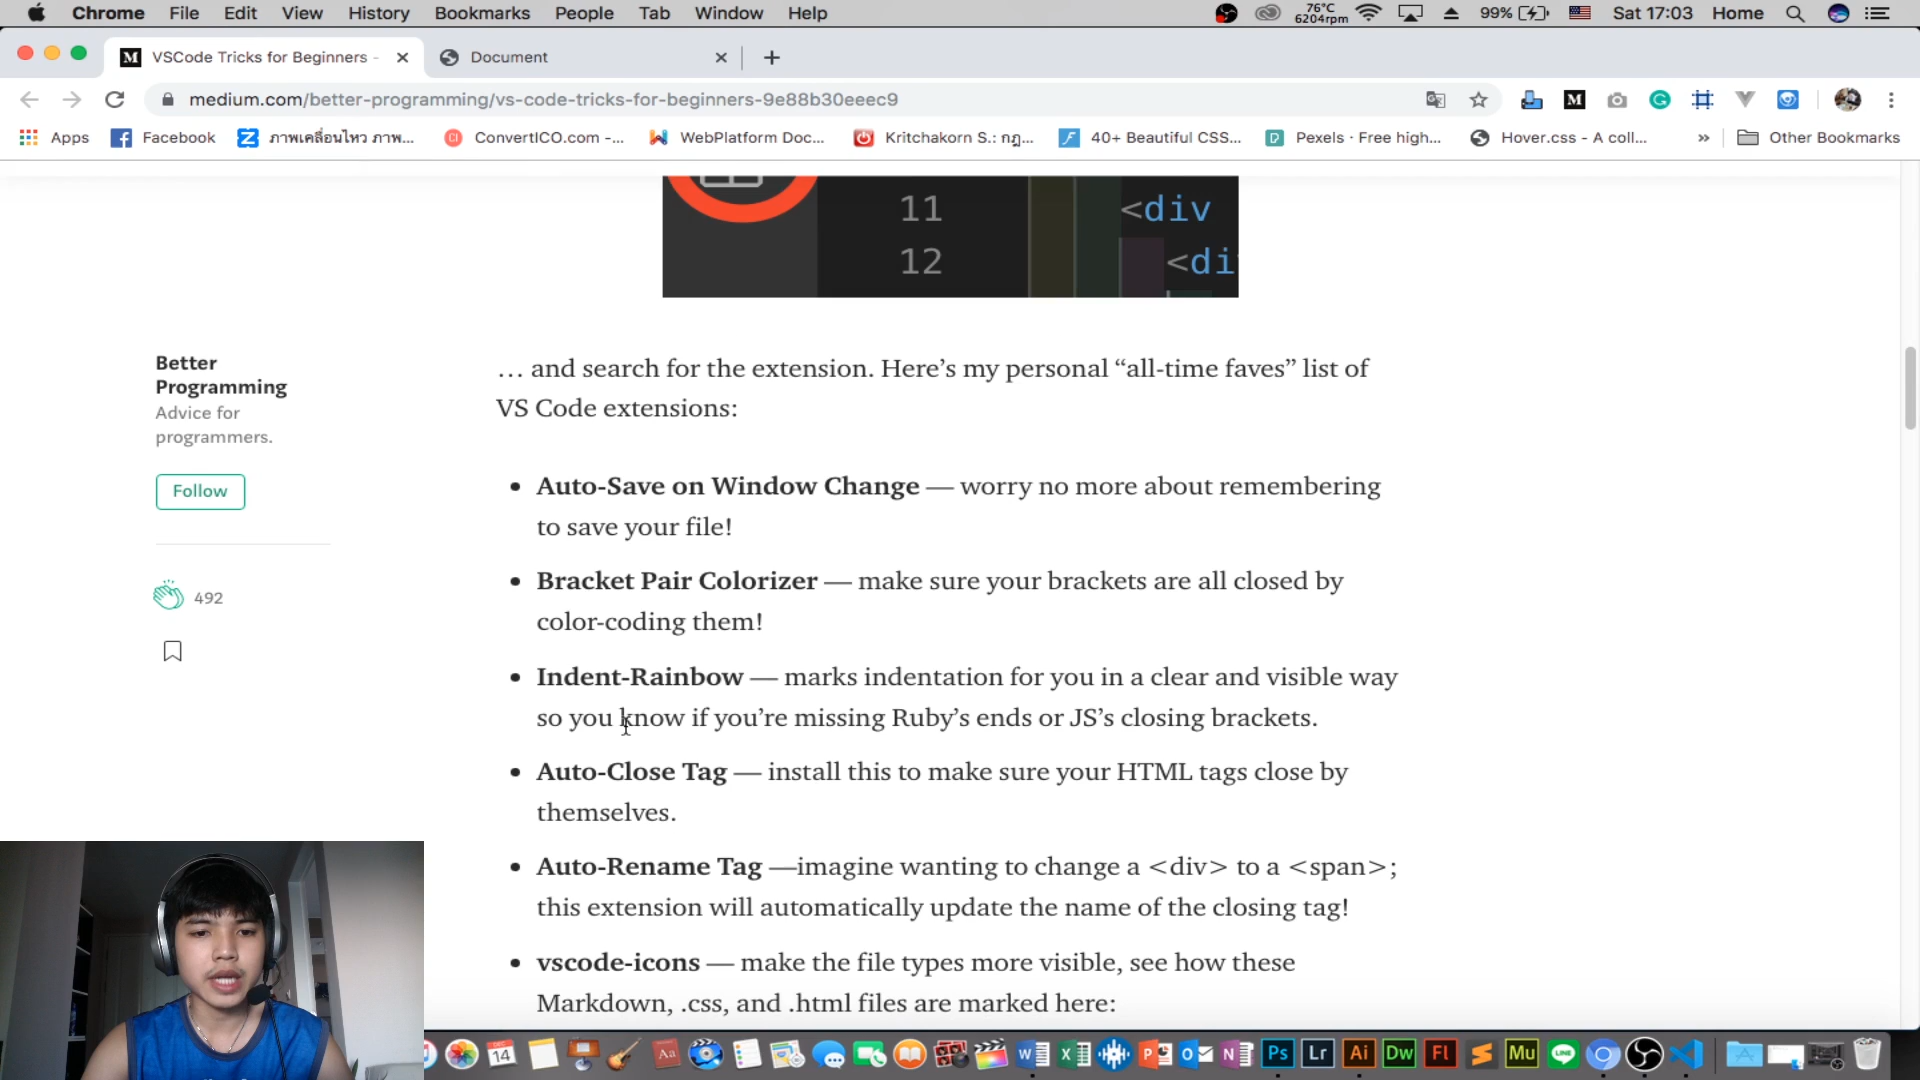 Chrome File Edit View History Bookmarks People Tab Window Help
76°C
6204rpm
99%
Sat 17:03 Home
M VSCode Tricks for Beginners -
Document
medium.com/better-programming/vs-code-tricks-for-beginners-9e88b30eeec9
Apps Facebook ภาพเคลื่อนไหว ภาพ... ConvertICO.com -... WebPlatform Doc... Kritchakorn S.: กฎ... 40+ Beautiful CSS... Pexels · Free high... Hover.css - A coll... » Other Bookmarks
11 <div
12 <di
Better
Programming
Advice for
programmers.
Follow
492
… and search for the extension. Here’s my personal “all-time faves” list of
VS Code extensions:
• Auto-Save on Window Change — worry no more about remembering
to save your file!
• Bracket Pair Colorizer — make sure your brackets are all closed by
color-coding them!
• Indent-Rainbow — marks indentation for you in a clear and visible way
so you know if you’re missing Ruby’s ends or JS’s closing brackets.
• Auto-Close Tag — install this to make sure your HTML tags close by
themselves.
• Auto-Rename Tag —imagine wanting to change a <div> to a <span>;
this extension will automatically update the name of the closing tag!
• vscode-icons — make the file types more visible, see how these
Markdown, .css, and .html files are marked here:
DEC 14 Aa W X P O N Ps Lr Ai Dw Fl S Mu LINE